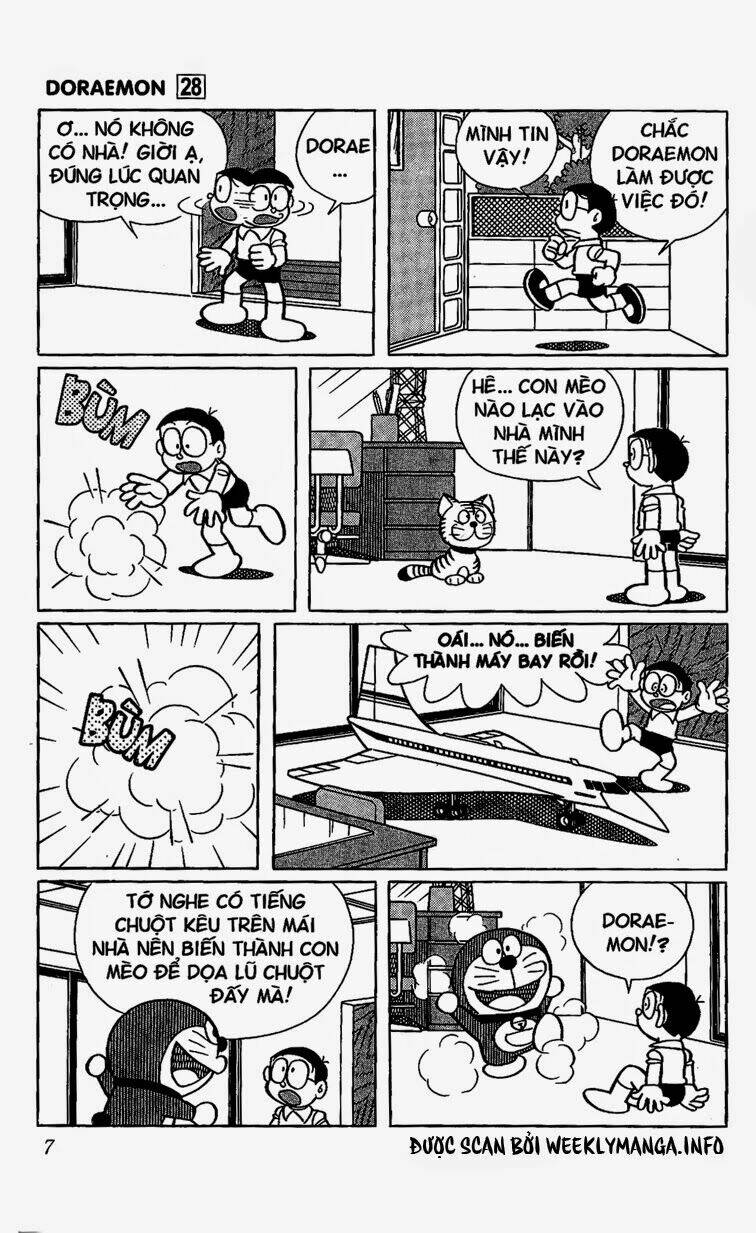 DORAEMON 28
CHẮC
DORAEMON
LÀM ĐƯỢC
VIỆC ĐÓ!
MÌNH TIN
VẬY!
DORAE
...
Ơ... NÓ KHÔNG
CÓ NHÀ! GIỜI Ạ,
ĐÚNG LÚC QUAN
TRỌNG...
HÊ... CON MÈO
NÀO LẠC VÀO
NHÀ MÌNH
THẾ NÀY?
BÙM
OÁI... NÓ... BIẾN
THÀNH MÁY BAY RỒI!
BÙM
DORAE-
MON!?
TỚ NGHE CÓ TIẾNG
CHUỘT KÊU TRÊN MÁI
NHÀ NÊN BIẾN THÀNH CON
MÈO ĐỂ DỌA LŨ CHUỘT
ĐẤY MÀ!
7
ĐƯỢC SCAN BỞI WEEKLYMANGA.INFO